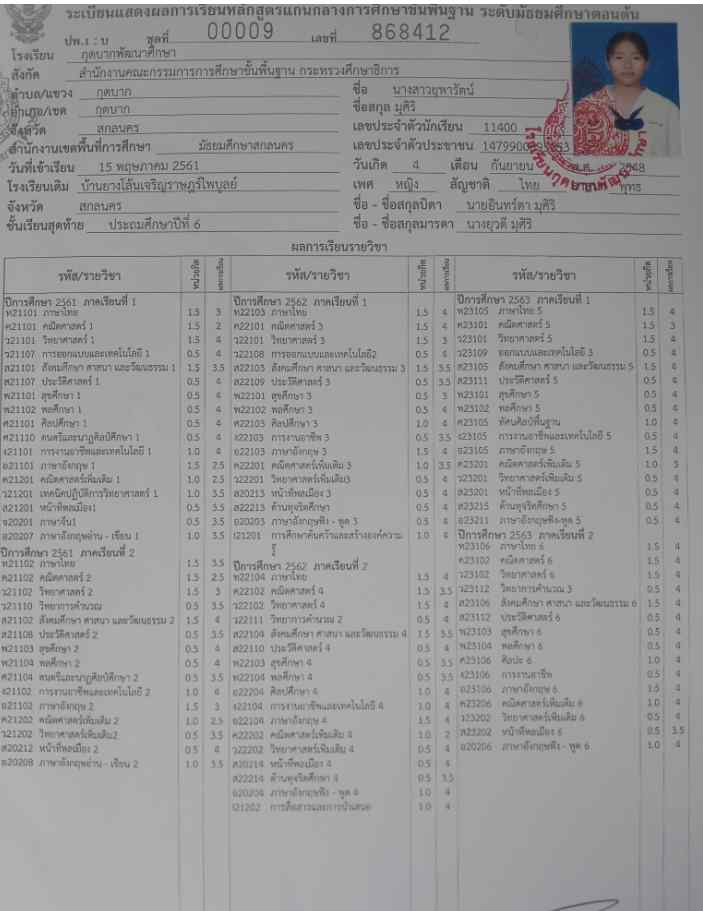 ระเบียนแสดงผลการเรียนหลักสูตรแกนกลางการศึกษาขั้นพื้นฐาน ระดับมัธยมศึกษาตอนต้น
ปพ.1 : บ ชุดที่ 00009 เลขที่ 868412
โรงเรียน กุดบากพัฒนาศึกษา
สังกัด สำนักงานคณะกรรมการการศึกษาขั้นพื้นฐาน กระทรวงศึกษาธิการ
ตำบล/แขวง กุดบาก
อำเภอ/เขต กุดบาก
จังหวัด สกลนคร
สำนักงานเขตพื้นที่การศึกษา มัธยมศึกษาสกลนคร
วันที่เข้าเรียน 15 พฤษภาคม 2561
โรงเรียนเดิม บ้านยางโล้นเจริญราษฎร์ไพบูลย์
จังหวัด สกลนคร
ชั้นเรียนสุดท้าย ประถมศึกษาปีที่ 6
ชื่อ นางสาวยุพารัตน์
ชื่อสกุล มุศิริ
เลขประจำตัวนักเรียน 11400
เลขประจำตัวประชาชน
วันเกิด 4 เดือน กันยายน พ.ศ. 2548
เพศ หญิง สัญชาติ ไทย พุทธ
ชื่อ - ชื่อสกุลบิดา นายอินทร์ดา มุศิริ
ชื่อ - ชื่อสกุลมารดา นางยุวดี มุศิริ
ผลการเรียนรายวิชา
รหัส/รายวิชา หน่วยกิต ผลการเรียน
ปีการศึกษา 2561 ภาคเรียนที่ 1
ท21101 ภาษาไทย 1.5 3
ค21101 คณิตศาสตร์ 1 1.5 2
ว21101 วิทยาศาสตร์ 1 1.5 4
ว21107 การออกแบบและเทคโนโลยี 1 0.5 4
ส21101 สังคมศึกษา ศาสนา และวัฒนธรรม 1 1.5 3.5
ส21107 ประวัติศาสตร์ 1 0.5 4
พ21101 สุขศึกษา 1 0.5 4
พ21102 พลศึกษา 1 0.5 4
ศ21101 ศิลปศึกษา 1 0.5 4
ศ21110 ดนตรีและนาฏศิลป์ศึกษา 1 0.5 4
ง21101 การงานอาชีพและเทคโนโลยี 1 1.0 4
อ21101 ภาษาอังกฤษ 1 1.5 2.5
ค21201 คณิตศาสตร์เพิ่มเติม 1 1.0 2.5
ว21201 เทคนิคปฏิบัติการวิทยาศาสตร์ 1 1.0 3.5
ส21201 หน้าที่พลเมือง1 0.5 3.5
จ20201 ภาษาจีน1 0.5 3.5
อ20207 ภาษาอังกฤษอ่าน - เขียน 1 1.0 3.5
ปีการศึกษา 2561 ภาคเรียนที่ 2
ท21102 ภาษาไทย 1.5 3.5
ค21102 คณิตศาสตร์ 2 1.5 2.5
ว21102 วิทยาศาสตร์ 2 1.5 3
ว21110 วิทยาการคำนวณ 0.5 3.5
ส21102 สังคมศึกษา ศาสนา และวัฒนธรรม 2 1.5 4
ส21108 ประวัติศาสตร์ 2 0.5 3.5
พ21103 สุขศึกษา 2 0.5 4
พ21104 พลศึกษา 2 0.5 4
ศ21104 ดนตรีและนาฏศิลป์ศึกษา 2 0.5 3.5
ง21102 การงานอาชีพและเทคโนโลยี 2 1.0 4
อ21102 ภาษาอังกฤษ 2 1.5 3
ค21202 คณิตศาสตร์เพิ่มเติม 2 1.0 2.5
ว21202 วิทยาศาสตร์เพิ่มเติม2 0.5 3.5
ส20212 หน้าที่พลเมือง 2 0.5 4
อ20208 ภาษาอังกฤษอ่าน - เขียน 2 1.0 3.5
รหัส/รายวิชา หน่วยกิต ผลการเรียน
ปีการศึกษา 2562 ภาคเรียนที่ 1
ท22103 ภาษาไทย 1.5 4
ค22101 คณิตศาสตร์ 3 1.5 4
ว22101 วิทยาศาสตร์ 3 1.5 3
ว22108 การออกแบบและเทคโนโลยี2 0.5 4
ส22103 สังคมศึกษา ศาสนา และวัฒนธรรม 3 1.5 3.5
ส22109 ประวัติศาสตร์ 3 0.5 3.5
พ22101 สุขศึกษา 3 0.5 3
พ22102 พลศึกษา 3 0.5 4
ศ22103 ศิลปศึกษา 3 1.0 4
ง22103 การงานอาชีพ 3 0.5 3.5
อ22103 ภาษาอังกฤษ 3 1.5 4
ค22201 คณิตศาสตร์เพิ่มเติม 3 1.0 3.5
ว22201 วิทยาศาสตร์เพิ่มเติม3 0.5 4
ส20213 หน้าที่พลเมือง 3 0.5 4
ส22213 ต้านทุจริตศึกษา 0.5 4
อ20203 ภาษาอังกฤษฟัง - พูด 3 0.5 4
I21201 การศึกษาค้นคว้าและสร้างองค์ความรู้ 1.0 4
ปีการศึกษา 2562 ภาคเรียนที่ 2
ท22104 ภาษาไทย 1.5 4
ค22102 คณิตศาสตร์ 4 1.5 3.5
ว22102 วิทยาศาสตร์ 4 1.5 4
ว22111 วิทยาการคำนวณ 2 0.5 4
ส22104 สังคมศึกษา ศาสนา และวัฒนธรรม 4 1.5 3.5
ส22110 ประวัติศาสตร์ 4 0.5 4
พ22103 สุขศึกษา 4 0.5 3.5
พ22104 พลศึกษา 4 0.5 3.5
ศ22204 ศิลปศึกษา 4 1.0 4
ง22104 การงานอาชีพและเทคโนโลยี 4 1.0 4
อ22104 ภาษาอังกฤษ 4 1.5 4
ค22202 คณิตศาสตร์เพิ่มเติม 4 1.0 2
ว22202 วิทยาศาสตร์เพิ่มเติม 4 0.5 4
ส20214 หน้าที่พลเมือง 4 0.5 4
ส22214 ต้านทุจริตศึกษา 4 0.5 3.5
อ20204 ภาษาอังกฤษฟัง - พูด 4 1.0 4
I21202 การสื่อสารและการนำเสนอ 1.0 4
รหัส/รายวิชา หน่วยกิต ผลการเรียน
ปีการศึกษา 2563 ภาคเรียนที่ 1
ท23105 ภาษาไทย 5 1.5 4
ค23101 คณิตศาสตร์ 5 1.5 3
ว23101 วิทยาศาสตร์ 5 1.5 4
ว23109 ออกแบบและเทคโนโลยี 3 0.5 4
ส23105 สังคมศึกษา ศาสนา และวัฒนธรรม 5 1.5 4
ส23111 ประวัติศาสตร์ 5 0.5 4
พ23101 สุขศึกษา 5 0.5 4
พ23102 พลศึกษา 5 0.5 4
ศ23105 ทัศนศิลป์พื้นฐาน 1.0 4
ง23105 การงานอาชีพและเทคโนโลยี 5 0.5 4
อ23105 ภาษาอังกฤษ 5 1.5 4
ค23201 คณิตศาสตร์เพิ่มเติม 5 1.0 3
ว23201 วิทยาศาสตร์เพิ่มเติม 5 0.5 4
ส23201 หน้าที่พลเมือง 5 0.5 4
ส23215 ต้านทุจริตศึกษา 5 0.5 4
อ23211 ภาษาอังกฤษฟัง-พูด 5 0.5 4
ปีการศึกษา 2563 ภาคเรียนที่ 2
ท23106 ภาษาไทย 6 1.5 4
ค23102 คณิตศาสตร์ 6 1.5 4
ว23102 วิทยาศาสตร์ 6 1.5 4
ว23112 วิทยาการคำนวณ 3 0.5 4
ส23106 สังคมศึกษา ศาสนา และวัฒนธรรม 6 1.5 4
ส23112 ประวัติศาสตร์ 6 0.5 4
พ23103 สุขศึกษา 6 0.5 4
พ23104 พลศึกษา 6 0.5 4
ศ23106 ศิลปะ 6 1.0 4
ง23106 การงานอาชีพ 0.5 4
อ23106 ภาษาอังกฤษ 6 1.5 4
ค23206 คณิตศาสตร์เพิ่มเติม 6 1.0 4
ว23202 วิทยาศาสตร์เพิ่มเติม 6 0.5 4
ส23202 หน้าที่พลเมือง 6 0.5 3.5
อ20206 ภาษาอังกฤษฟัง - พูด 6 1.0 4